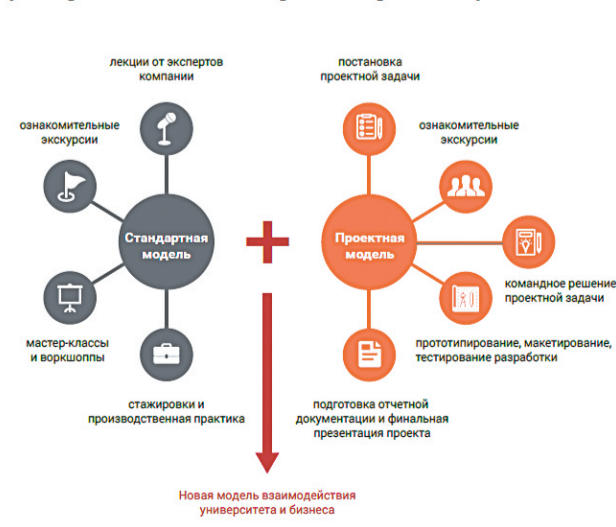 лекции от экспертов
компании
ознакомительные
экскурсии
Стандартная
модель
мастер-классы
и воркшоппы
стажировки и
производственная практика
постановка
проектной задачи
ознакомительные
экскурсии
Проектная
модель
командное решение
проектной задачи
прототипирование, макетирование,
тестирование разработки
подготовка отчетной
документации и финальная
презентация проекта
Новая модель взаимодействия
университета и бизнеса